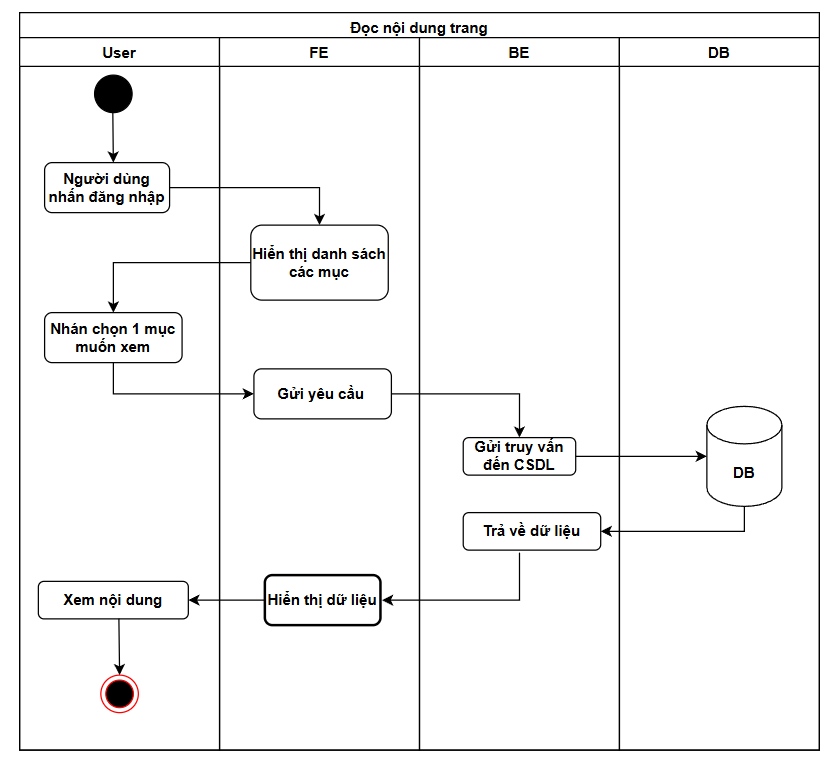 Đọc nội dung trang
User
FE
BE
DB
Người dùng
nhấn đăng nhập
Hiển thị danh sách
các mục
Nhán chọn 1 mục
muốn xem
Gửi yêu cầu
Gửi truy vấn
đến CSDL
DB
Trả về dữ liệu
Hiển thị dữ liệu
Xem nội dung